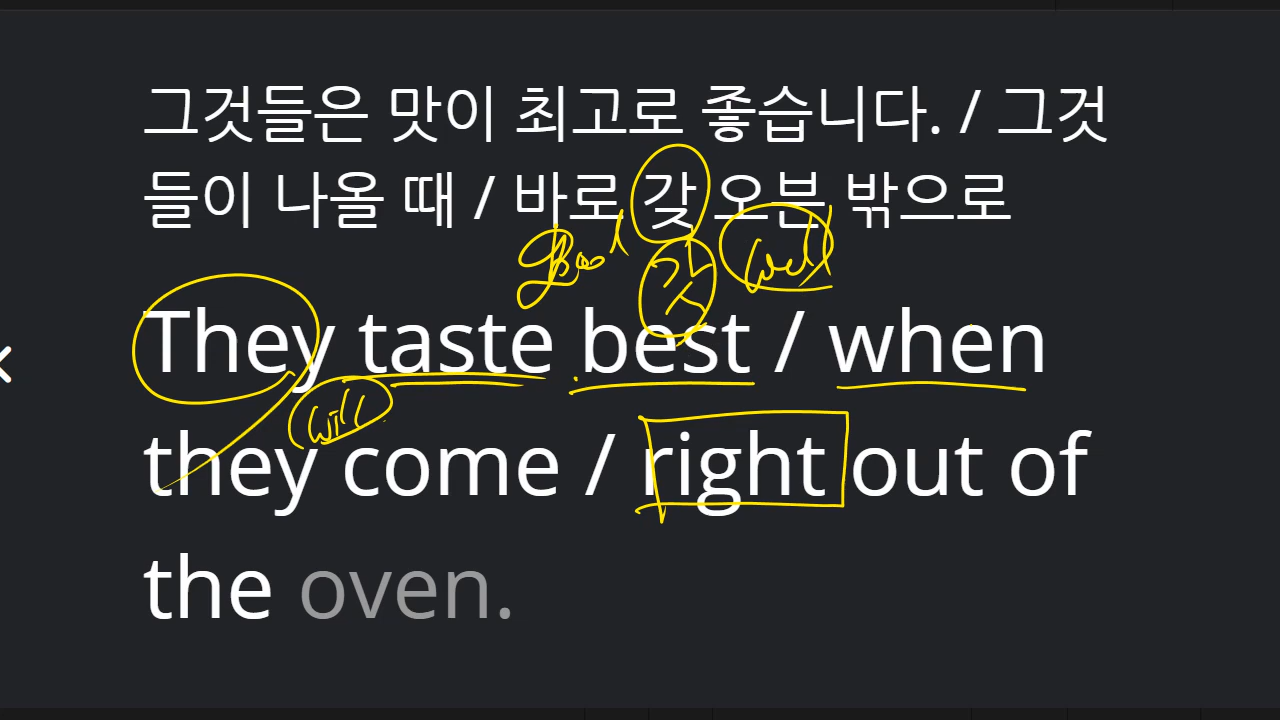 그것들은 맛이 최고로 좋습니다. / 그것
들이 나올 때 / 바로 갖 오븐 밖으로
Good 갓 well
They taste best / when
will
they come / right out of
the oven.